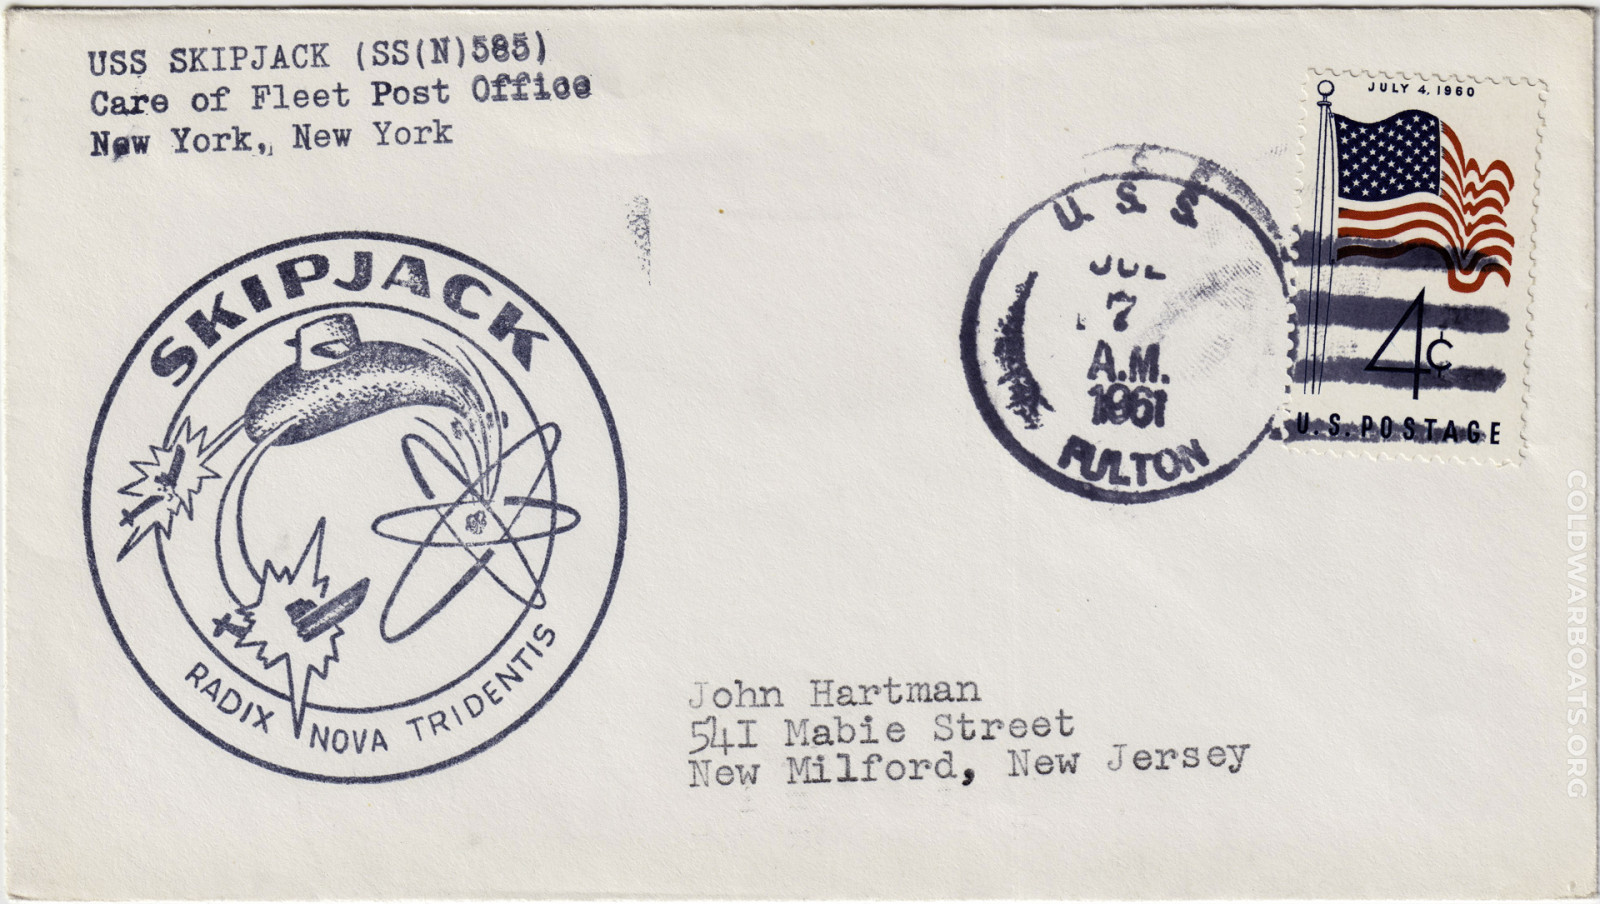 USS SKIPJACK (SS(N)585)
Care of Fleet Post Office
New York, New York
JULY 4, 1960
4¢
U.S. POSTAGE
U. S. S.
JUL
7
A.M.
1961
FULTON
SKIPJACK
RADIX NOVA TRIDENTIS
John Hartman
541 Mabie Street
New Milford, New Jersey
COLDWARBOATS.ORG